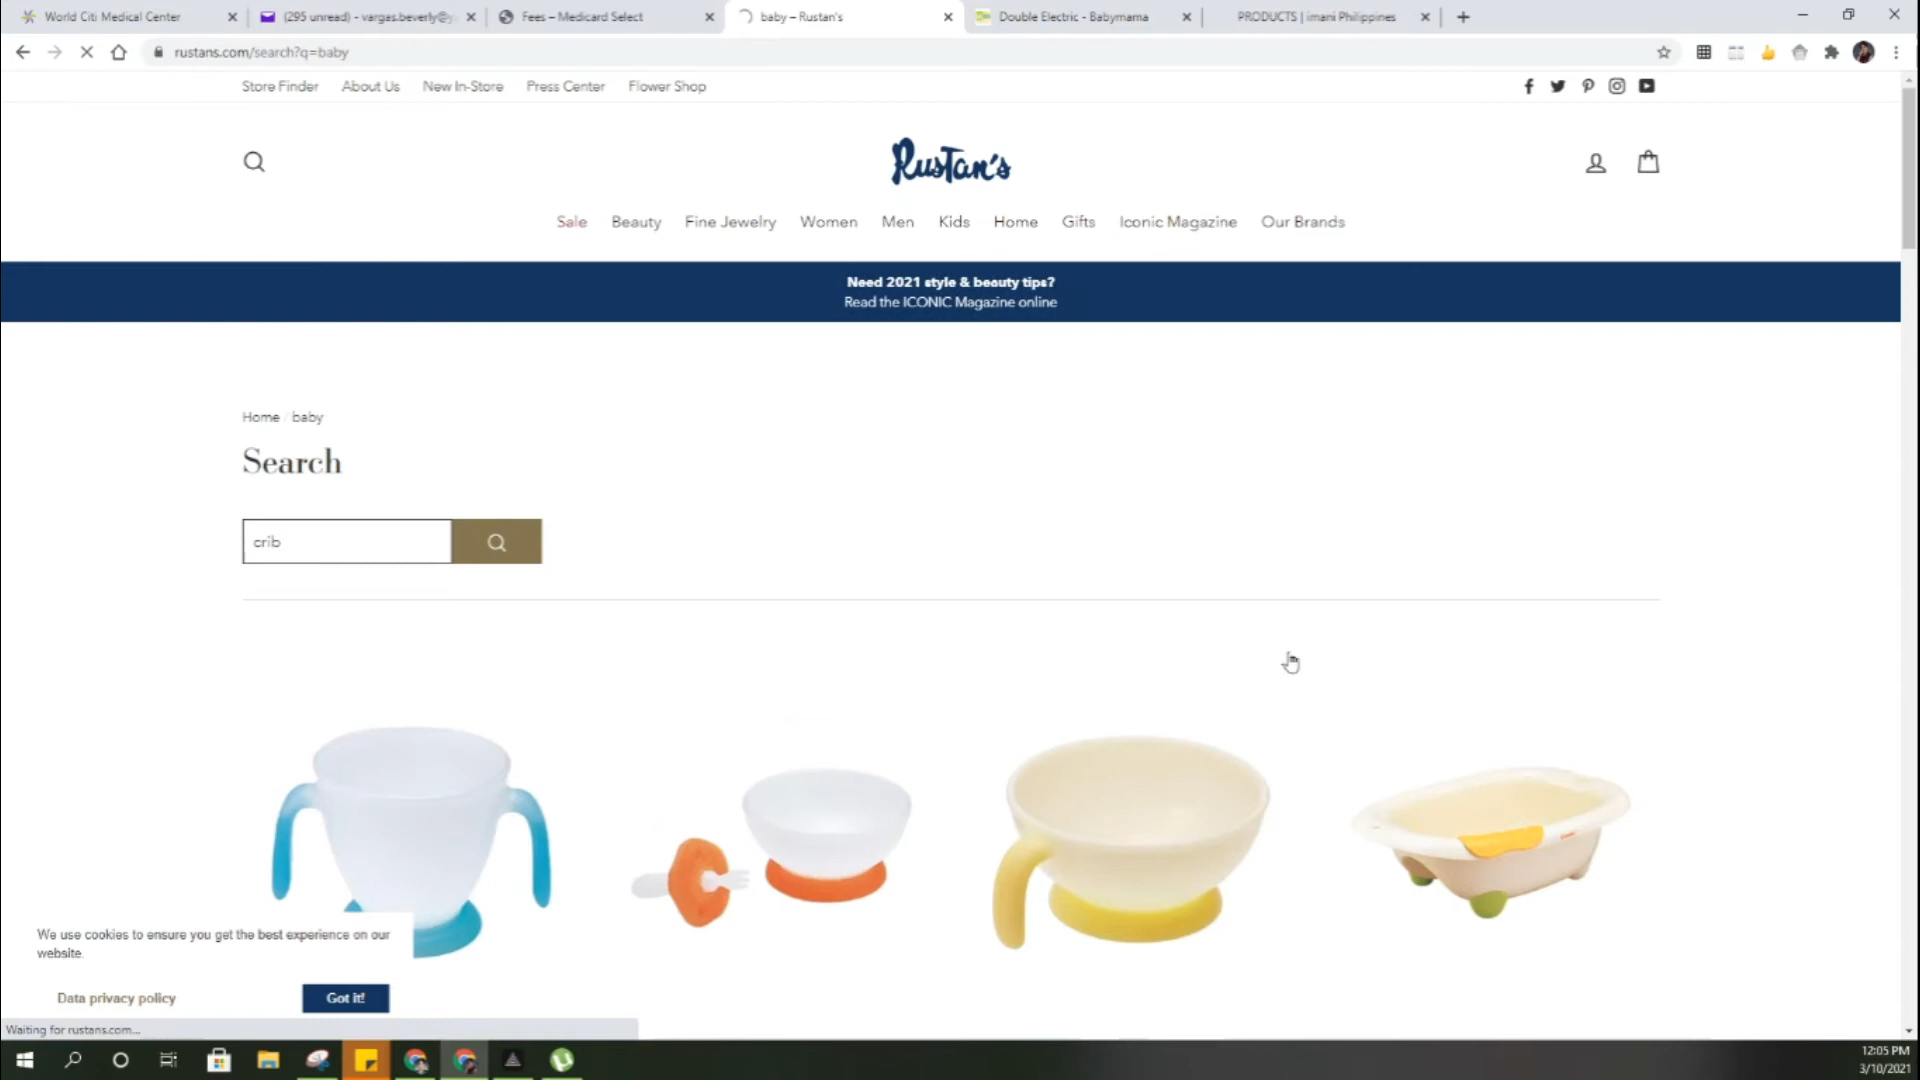 World Citi Medical Center
(295 unread) - vargas.beverly@y
Fees – Medicard Select
baby – Rustan's
Double Electric - Babymama
PRODUCTS | imani Philippines
rustans.com/search?q=baby
Store Finder
About Us
New In-Store
Press Center
Flower Shop
Rustan's
Sale
Beauty
Fine Jewelry
Women
Men
Kids
Home
Gifts
Iconic Magazine
Our Brands
Need 2021 style & beauty tips?
Read the ICONIC Magazine online
Home / baby
Search
crib
We use cookies to ensure you get the best experience on our
website.
Data privacy policy
Got it!
Waiting for rustans.com...
12:05 PM
3/10/2021